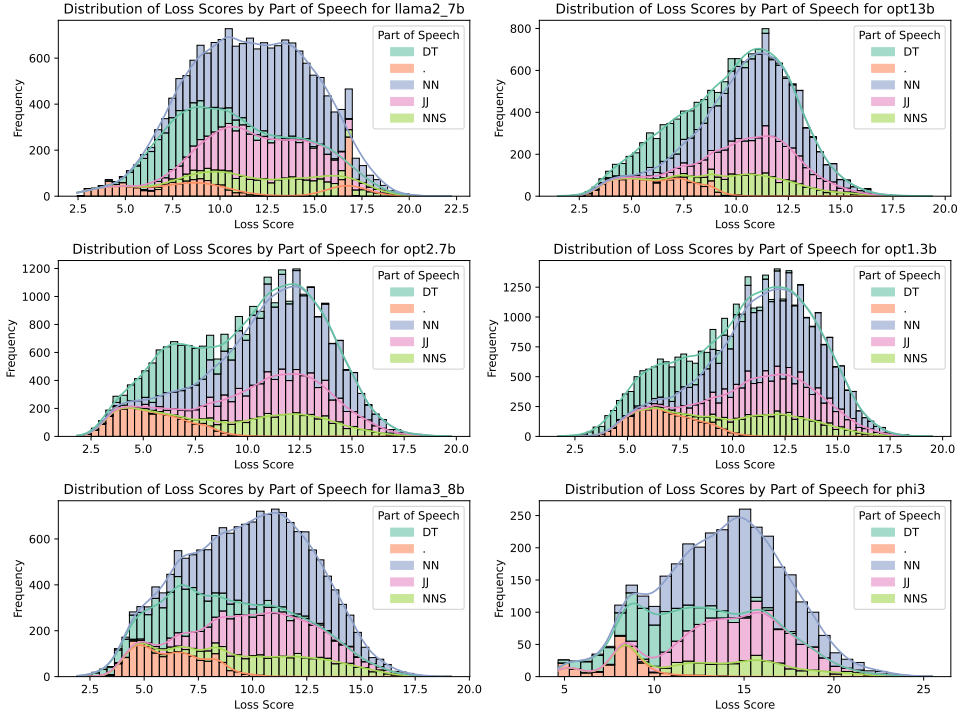 Distribution of Loss Scores by Part of Speech for llama2_7b
Frequency
600
400
200
0
2.5 5.0 7.5 10.0 12.5 15.0 17.5 20.0 22.5
Loss Score
Part of Speech
DT
.
NN
JJ
NNS
Distribution of Loss Scores by Part of Speech for opt13b
Frequency
800
600
400
200
0
2.5 5.0 7.5 10.0 12.5 15.0 17.5 20.0
Loss Score
Part of Speech
DT
.
NN
JJ
NNS
Distribution of Loss Scores by Part of Speech for opt2.7b
Frequency
1200
1000
800
600
400
200
0
2.5 5.0 7.5 10.0 12.5 15.0 17.5 20.0
Loss Score
Part of Speech
DT
.
NN
JJ
NNS
Distribution of Loss Scores by Part of Speech for opt1.3b
Frequency
1250
1000
750
500
250
0
2.5 5.0 7.5 10.0 12.5 15.0 17.5 20.0
Loss Score
Part of Speech
DT
.
NN
JJ
NNS
Distribution of Loss Scores by Part of Speech for llama3_8b
Frequency
600
400
200
0
2.5 5.0 7.5 10.0 12.5 15.0 17.5 20.0
Loss Score
Part of Speech
DT
.
NN
JJ
NNS
Distribution of Loss Scores by Part of Speech for phi3
Frequency
250
200
150
100
50
0
5 10 15 20 25
Loss Score
Part of Speech
DT
.
NN
JJ
NNS